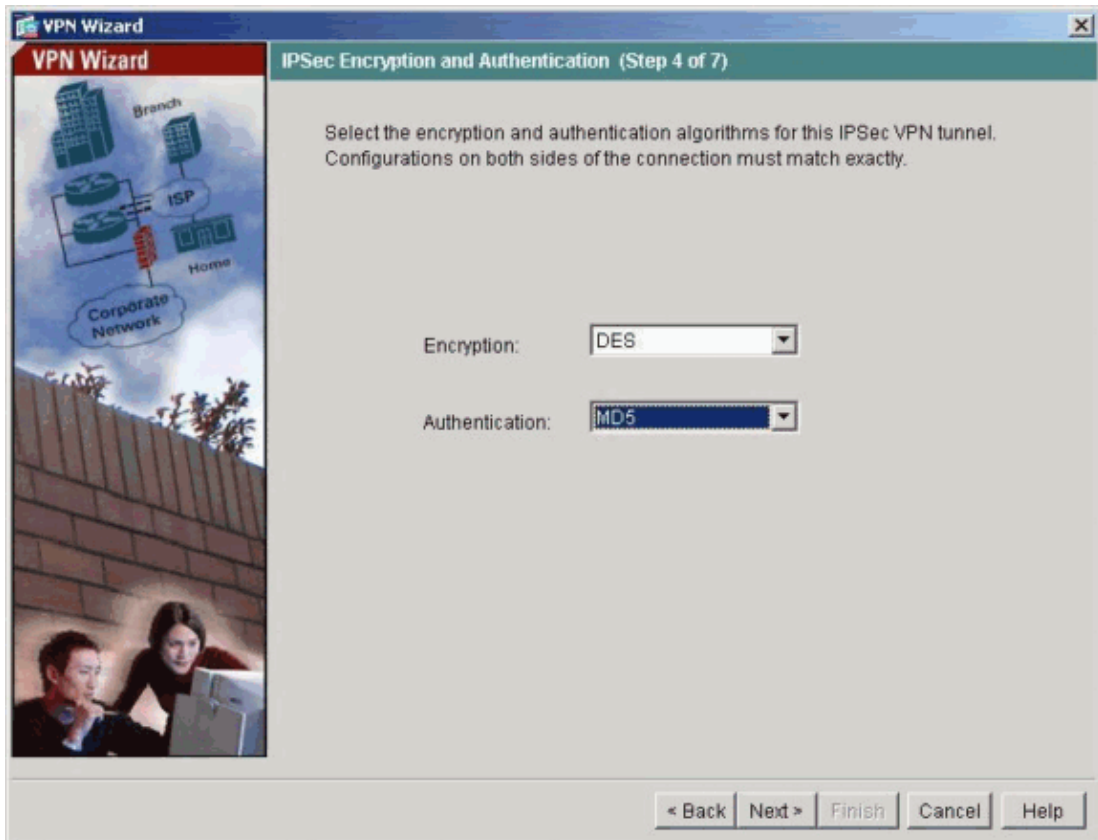 VPN Wizard
VPN Wizard
IPSec Encryption and Authentication (Step 4 of 7)
Branch
ISP
Home
Corporate
Network
Select the encryption and authentication algorithms for this IPSec VPN tunnel.
Configurations on both sides of the connection must match exactly.
Encryption:
DES
Authentication:
MD5
< Back
Next >
Finish
Cancel
Help